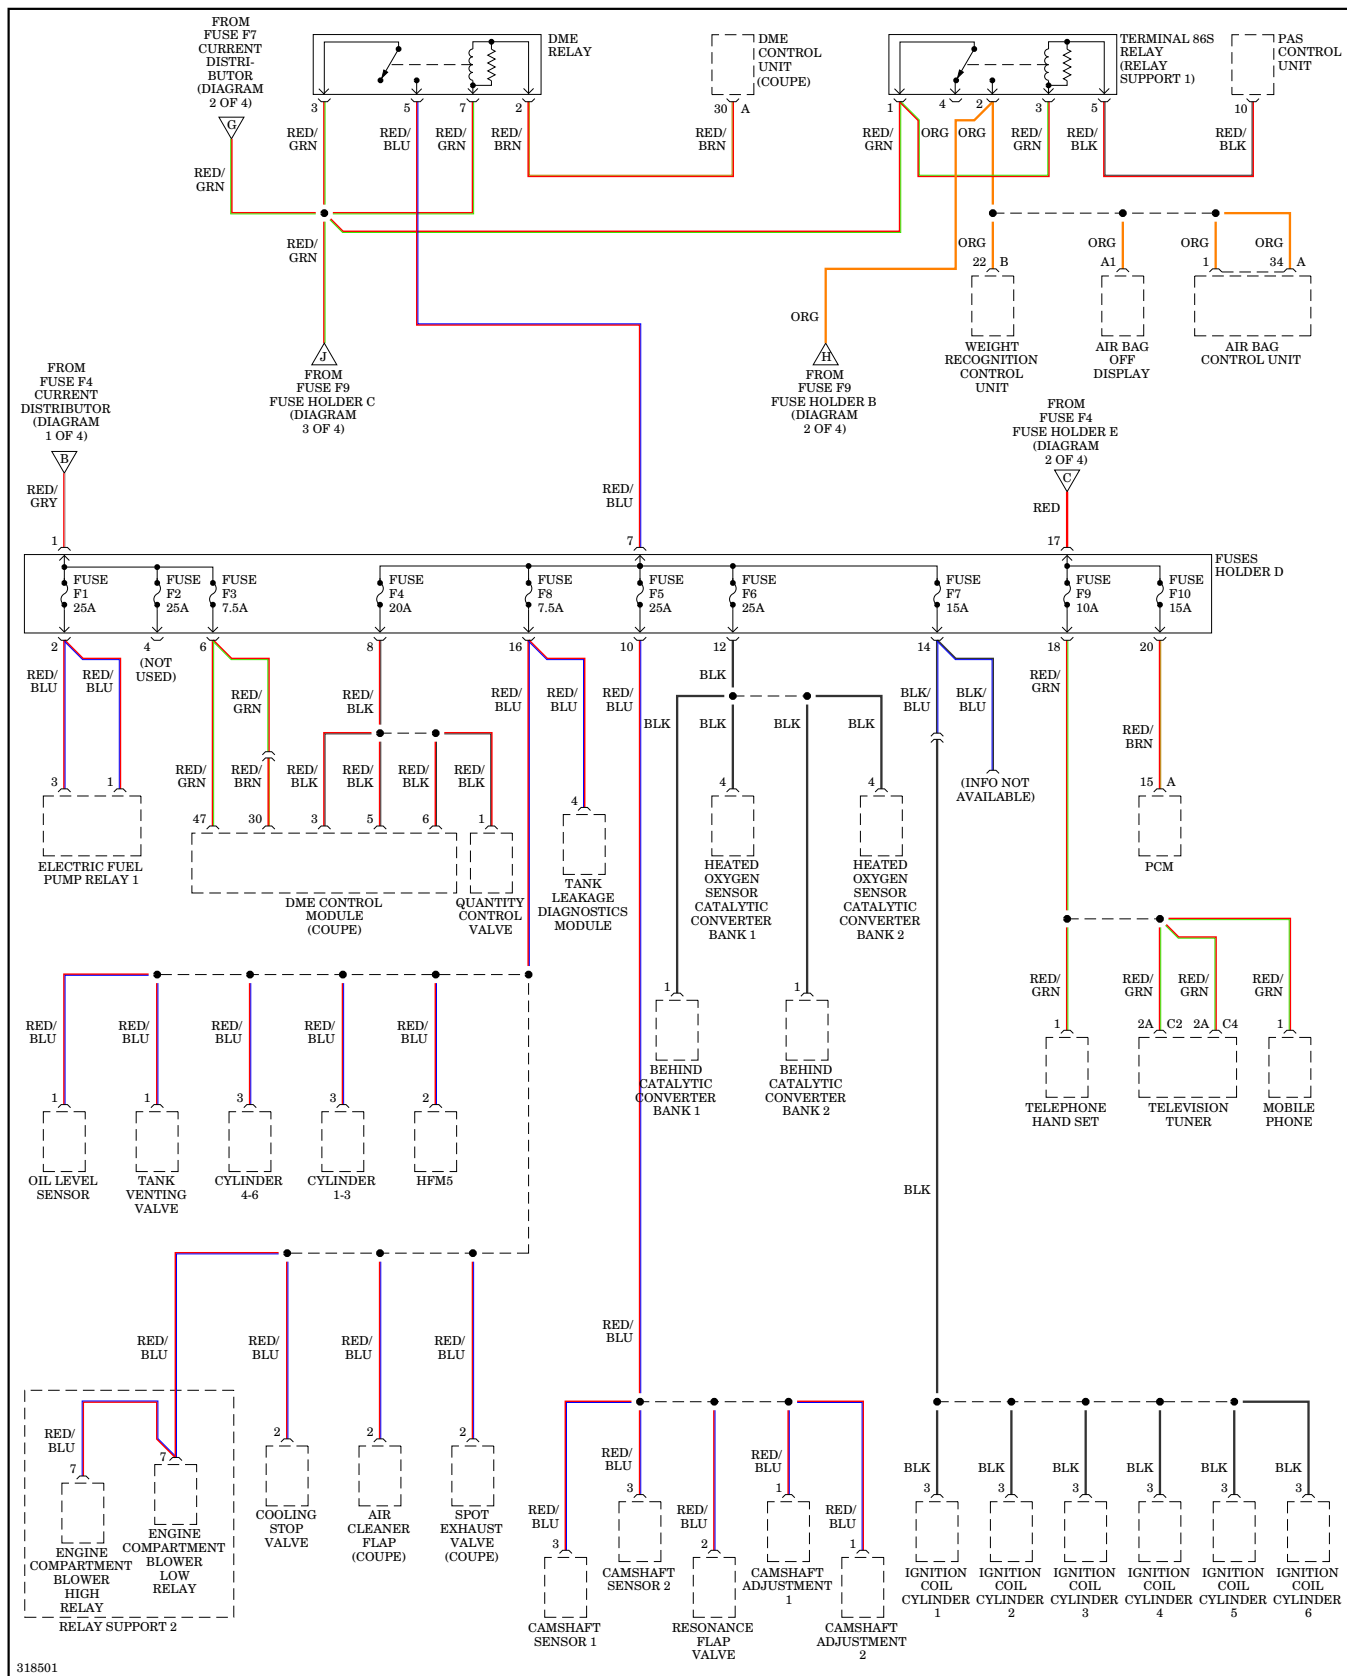 FROM
FUSE F7
CURRENT
DISTRI-
BUTOR
(DIAGRAM
2 OF 4)
G
DME
RELAY
DME
CONTROL
UNIT
(COUPE)
TERMINAL 86S
RELAY
(RELAY
SUPPORT 1)
PAS
CONTROL
UNIT
3 5 7 2 30 A 1 4 2 3 5 10
RED/
GRN
RED/
BLU
RED/
GRN
RED/
BRN
RED/
BRN
RED/
GRN
ORG
ORG
RED/
GRN
RED/
BLK
RED/
BLK
RED/
GRN
RED/
GRN
ORG
ORG
ORG
ORG
22 B A1 1 34 A
ORG
WEIGHT
RECOGNITION
CONTROL
UNIT
AIR BAG
OFF
DISPLAY
AIR BAG
CONTROL UNIT
J
FROM
FUSE F9
FUSE HOLDER C
(DIAGRAM
3 OF 4)
H
FROM
FUSE F9
FUSE HOLDER B
(DIAGRAM
2 OF 4)
FROM
FUSE F4
CURRENT
DISTRIBUTOR
(DIAGRAM
1 OF 4)
B
FROM
FUSE F4
FUSE HOLDER E
(DIAGRAM
2 OF 4)
C
RED/
GRY
RED/
BLU
RED
1 7 17
FUSES
HOLDER D
FUSE
F1
25A
FUSE
F2
25A
FUSE
F3
7.5A
FUSE
F4
20A
FUSE
F8
7.5A
FUSE
F5
25A
FUSE
F6
25A
FUSE
F7
15A
FUSE
F9
10A
FUSE
F10
15A
2 4 6 8 16 10 12 14 18 20
(NOT
USED)
RED/
BLU
RED/
BLU
RED/
GRN
RED/
BLK
RED/
BLU
RED/
BLU
RED/
BLU
BLK
BLK/
BLU
BLK/
BLU
RED/
GRN
RED/
BRN
BLK
BLK
BLK
BLK
RED/
GRN
RED/
BRN
RED/
BLK
RED/
BLK
RED/
BLK
RED/
BLK
3 1 4 4 4 15 A
(INFO NOT
AVAILABLE)
47 30 3 5 6 1
ELECTRIC FUEL
PUMP RELAY 1
DME CONTROL
MODULE
(COUPE)
QUANTITY
CONTROL
VALVE
TANK
LEAKAGE
DIAGNOSTICS
MODULE
HEATED
OXYGEN
SENSOR
CATALYTIC
CONVERTER
BANK 1
HEATED
OXYGEN
SENSOR
CATALYTIC
CONVERTER
BANK 2
PCM
RED/
GRN
RED/
GRN
RED/
GRN
RED/
GRN
1 1
1 2A C2 2A C4 1
RED/
BLU
RED/
BLU
RED/
BLU
RED/
BLU
RED/
BLU
BEHIND
CATALYTIC
CONVERTER
BANK 1
BEHIND
CATALYTIC
CONVERTER
BANK 2
TELEPHONE
HAND SET
TELEVISION
TUNER
MOBILE
PHONE
1 1 3 3 2
OIL LEVEL
SENSOR
TANK
VENTING
VALVE
CYLINDER
4-6
CYLINDER
1-3
HFM5
BLK
RED/
BLU
RED/
BLU
RED/
BLU
RED/
BLU
RED/
BLU
RED/
BLU
7 7 2 2 2
RED/
BLU
RED/
BLU
RED/
BLU
RED/
BLU
RED/
BLU
3 3 2 1 1
BLK BLK BLK BLK BLK BLK
3 3 3 3 3 3
ENGINE
COMPARTMENT
BLOWER
HIGH
RELAY
ENGINE
COMPARTMENT
BLOWER
LOW
RELAY
RELAY SUPPORT 2
COOLING
STOP
VALVE
AIR
CLEANER
FLAP
(COUPE)
SPOT
EXHAUST
VALVE
(COUPE)
CAMSHAFT
SENSOR 1
CAMSHAFT
SENSOR 2
RESONANCE
FLAP
VALVE
CAMSHAFT
ADJUSTMENT
1
CAMSHAFT
ADJUSTMENT
2
IGNITION
COIL
CYLINDER
1
IGNITION
COIL
CYLINDER
2
IGNITION
COIL
CYLINDER
3
IGNITION
COIL
CYLINDER
4
IGNITION
COIL
CYLINDER
5
IGNITION
COIL
CYLINDER
6
318501